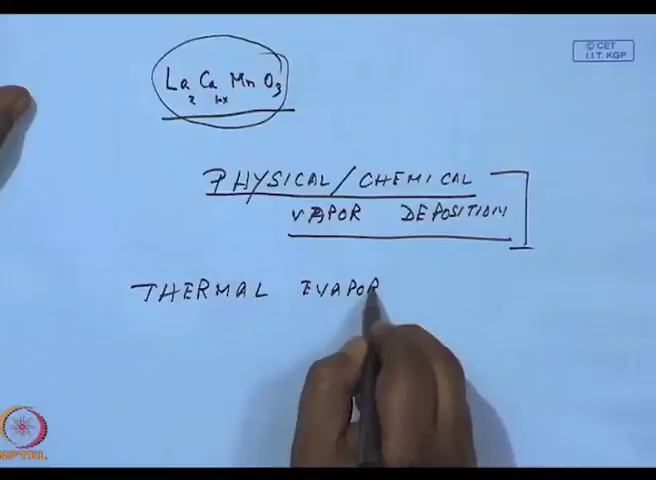 © CET
I.I.T. KGP
La Ca Mn O3
x 1-x
PHYSICAL/CHEMICAL
VAPOR DEPOSITION
THERMAL EVAPOR
NPTEL